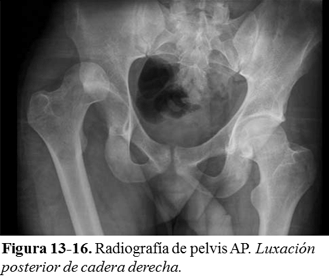 Figura 13-16. Radiografía de pelvis AP. Luxación
posterior de cadera derecha.